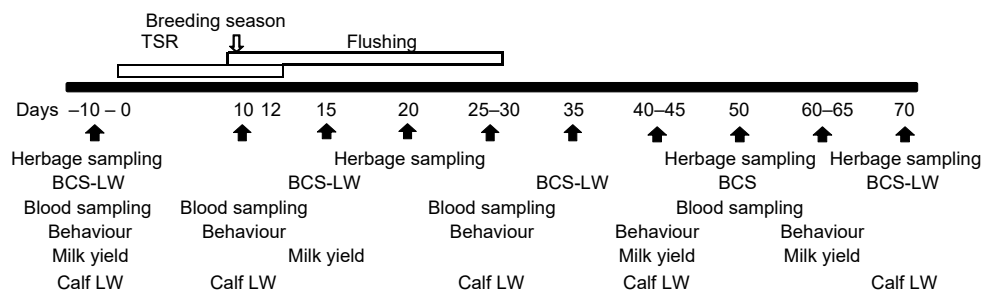 Breeding season
TSR Flushing
Days –10 – 0 10 12 15 20 25–30 35 40–45 50 60–65 70
Herbage sampling Herbage sampling Herbage sampling Herbage sampling
BCS-LW BCS-LW BCS-LW BCS BCS-LW
Blood sampling Blood sampling Blood sampling Blood sampling
Behaviour Behaviour Behaviour Behaviour Behaviour
Milk yield Milk yield Milk yield Milk yield
Calf LW Calf LW Calf LW Calf LW Calf LW